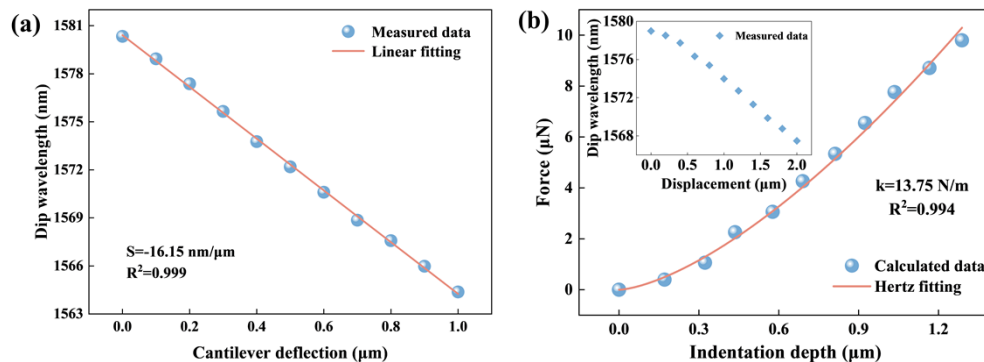 (a)
1581
1578
1575
1572
1569
1566
1563
Dip wavelength (nm)
Measured data
Linear fitting
S=-16.15 nm/μm
R²=0.999
0.0 0.2 0.4 0.6 0.8 1.0
Cantilever deflection (μm)
(b)
10
8
6
4
2
0
Force (μN)
1580
1576
1572
1568
Dip wavelength (nm)
Measured data
0.0 0.5 1.0 1.5 2.0
Displacement (μm)
k=13.75 N/m
R²=0.994
Calculated data
Hertz fitting
0.0 0.3 0.6 0.9 1.2
Indentation depth (μm)